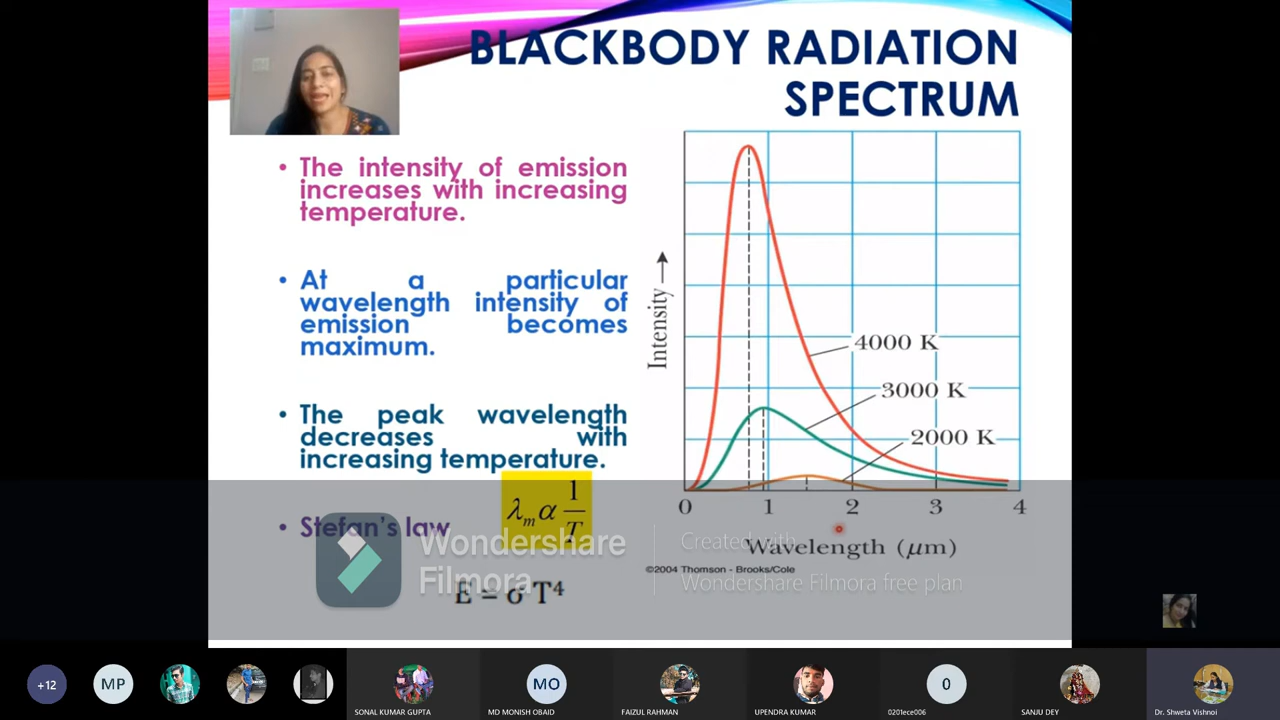 BLACKBODY RADIATION
SPECTRUM
• The intensity of emission
increases with increasing
temperature.
• At a particular
wavelength intensity of
emission becomes
maximum.
• The peak wavelength
decreases with
increasing temperature.
λm α 1/T
• Stefan's law
E = σ T⁴
Intensity →
4000 K
3000 K
2000 K
0 1 2 3 4
Wavelength (μm)
©2004 Thomson - Brooks/Cole
Wondershare
Filmora
Created with
Wondershare Filmora free plan
+12
MP
SONAL KUMAR GUPTA
MO
MD MONISH OBAID
FAIZUL RAHMAN
UPENDRA KUMAR
0
0201ece006
SANJU DEY
Dr. Shweta Vishnoi